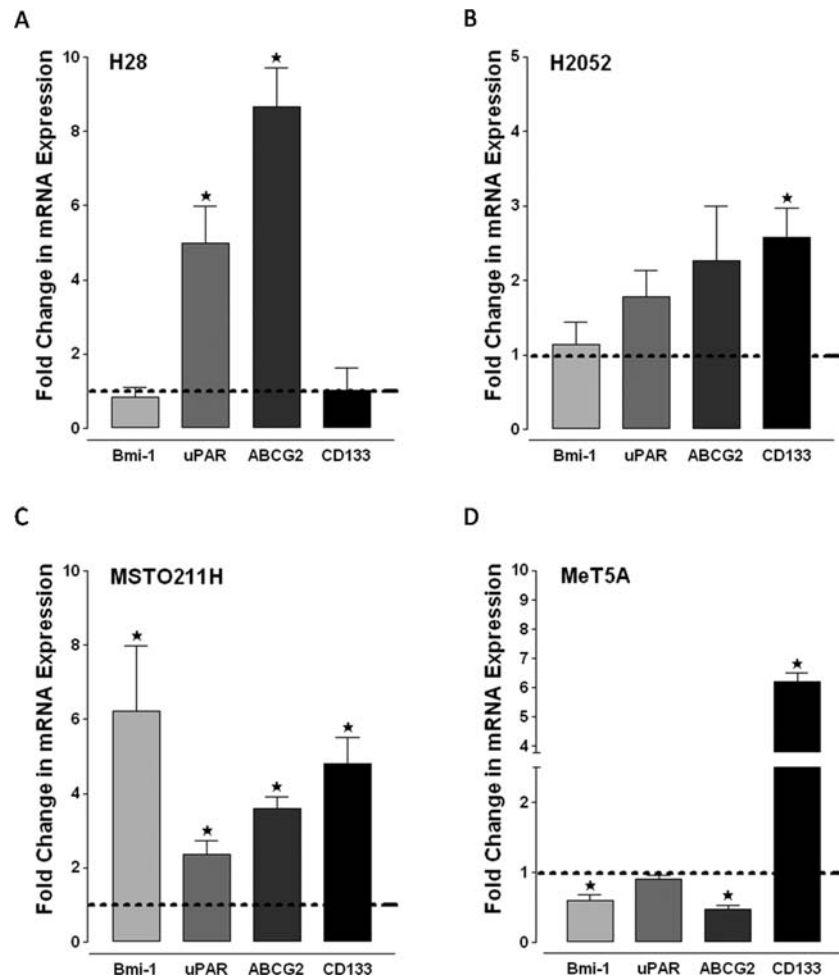 A
H28
Fold Change in mRNA Expression
10
8
6
4
2
0
★
★
Bmi-1 uPAR ABCG2 CD133
B
H2052
Fold Change in mRNA Expression
5
4
3
2
1
0
★
Bmi-1 uPAR ABCG2 CD133
C
MSTO211H
Fold Change in mRNA Expression
10
8
6
4
2
0
★
★
★
★
Bmi-1 uPAR ABCG2 CD133
D
MeT5A
Fold Change in mRNA Expression
10
9
8
7
6
5
4
2
1
0
★
★
★
Bmi-1 uPAR ABCG2 CD133